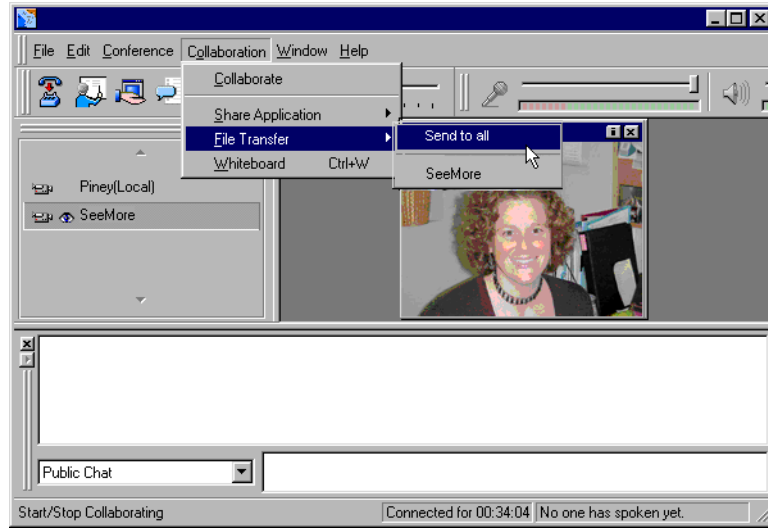 File Edit Conference Collaboration Window Help
Collaborate
Share Application
File Transfer
Whiteboard Ctrl+W
Send to all
SeeMore
Piney(Local)
SeeMore
Public Chat
Start/Stop Collaborating Connected for 00:34:04 No one has spoken yet.